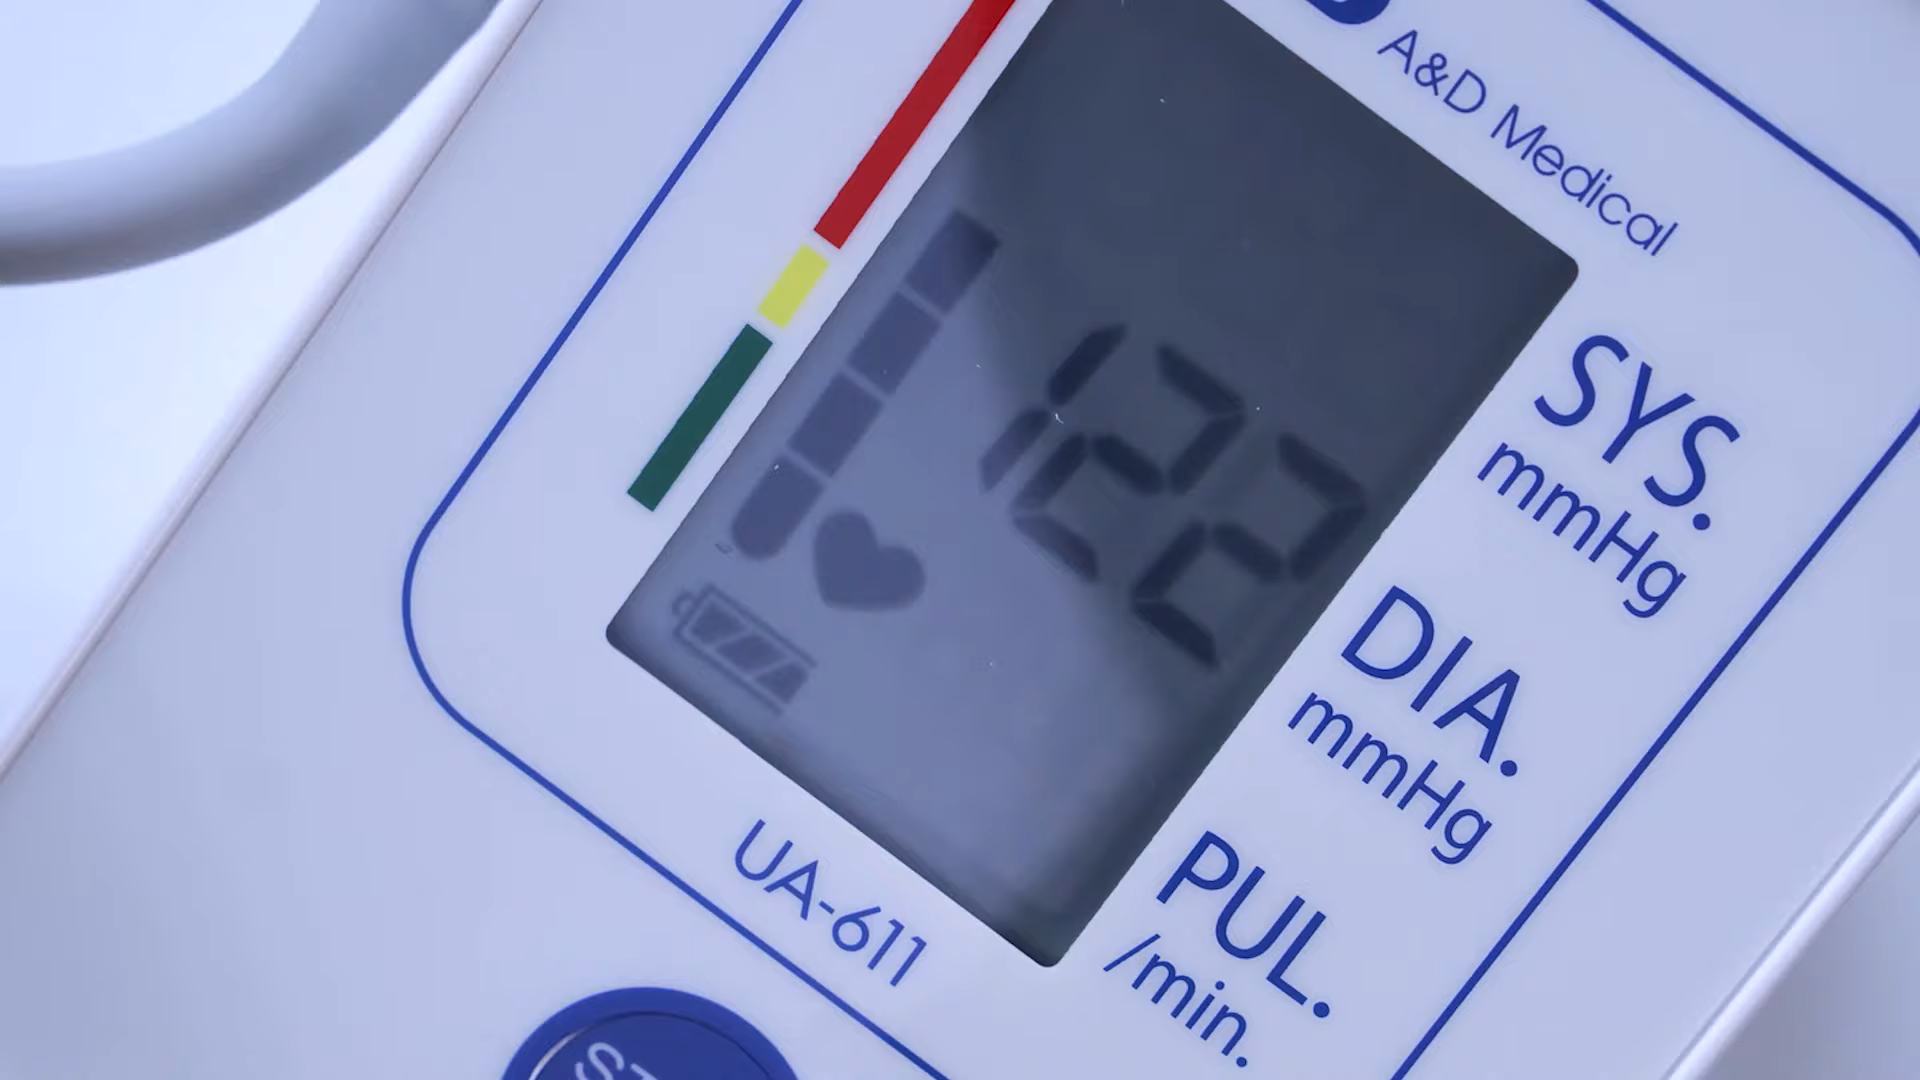 A&D Medical
122
SYS.
mmHg
DIA.
mmHg
PUL.
/min.
UA-611